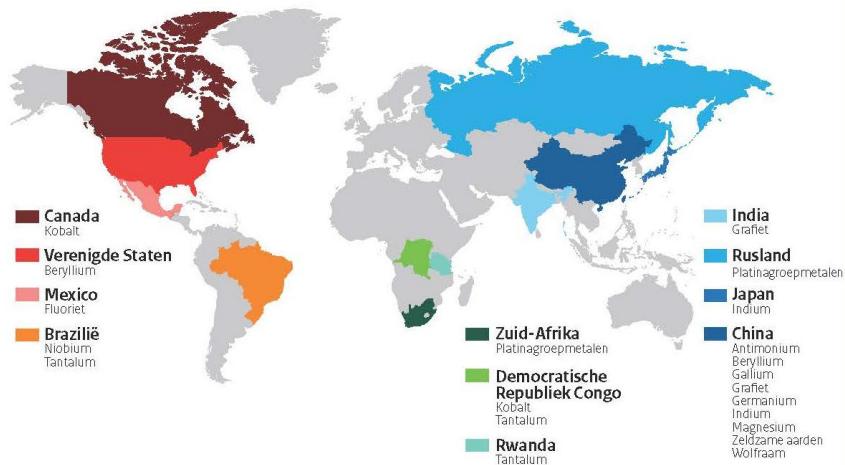 Canada
Kobalt
Verenigde Staten
Beryllium
Mexico
Fluoriet
Brazilië
Niobium
Tantalum
Zuid-Afrika
Platinagroepmetalen
Democratische
Republiek Congo
Kobalt
Tantalum
Rwanda
Tantalum
India
Grafiet
Rusland
Platinagroepmetalen
Japan
Indium
China
Antimonium
Beryllium
Gallium
Grafiet
Germanium
Indium
Magnesium
Zeldzame aarden
Wolfraam